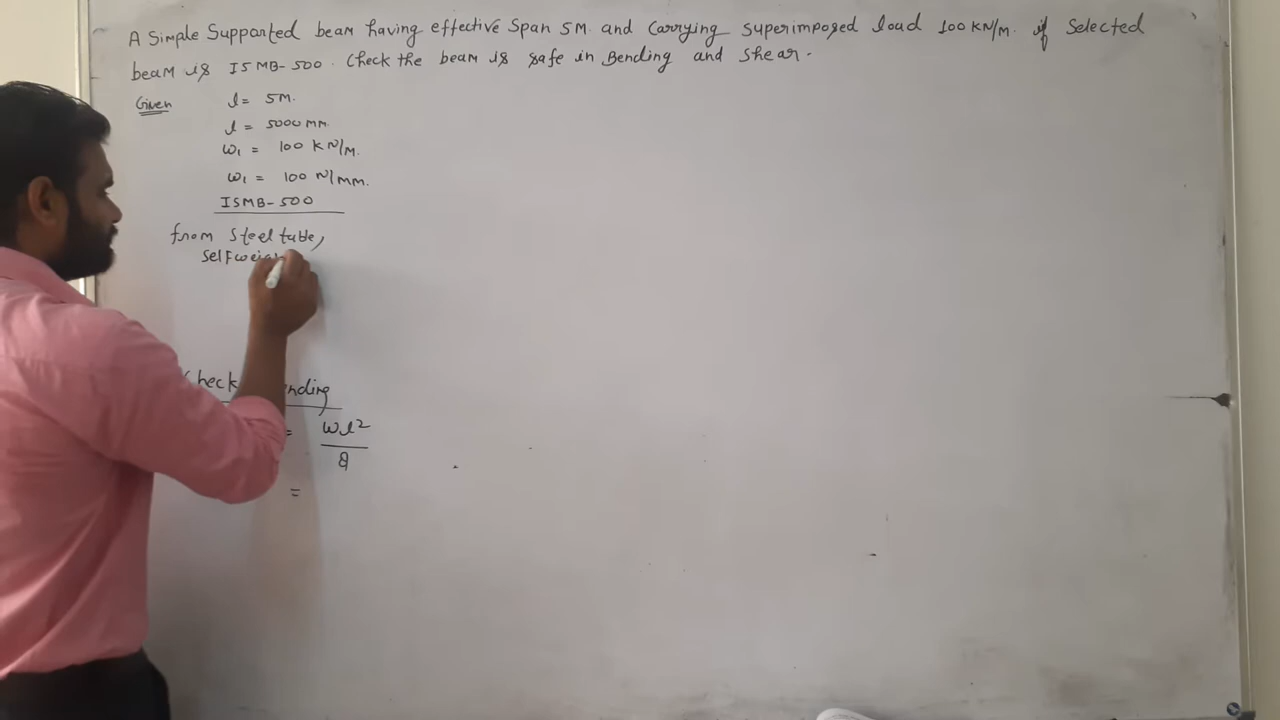 A Simple Supported beam having effective Span 5M. and Carrying Superimposed load 100 KN/M. if Selected
beam is ISMB-500. Check the beam is safe in Bending and Shear.
Given
l = 5M.
l = 5000 MM.
w₁ = 100 KN/M.
w₁ = 100 N/MM.
ISMB-500
from Steel table,
Self
Check
= wl²/8
=